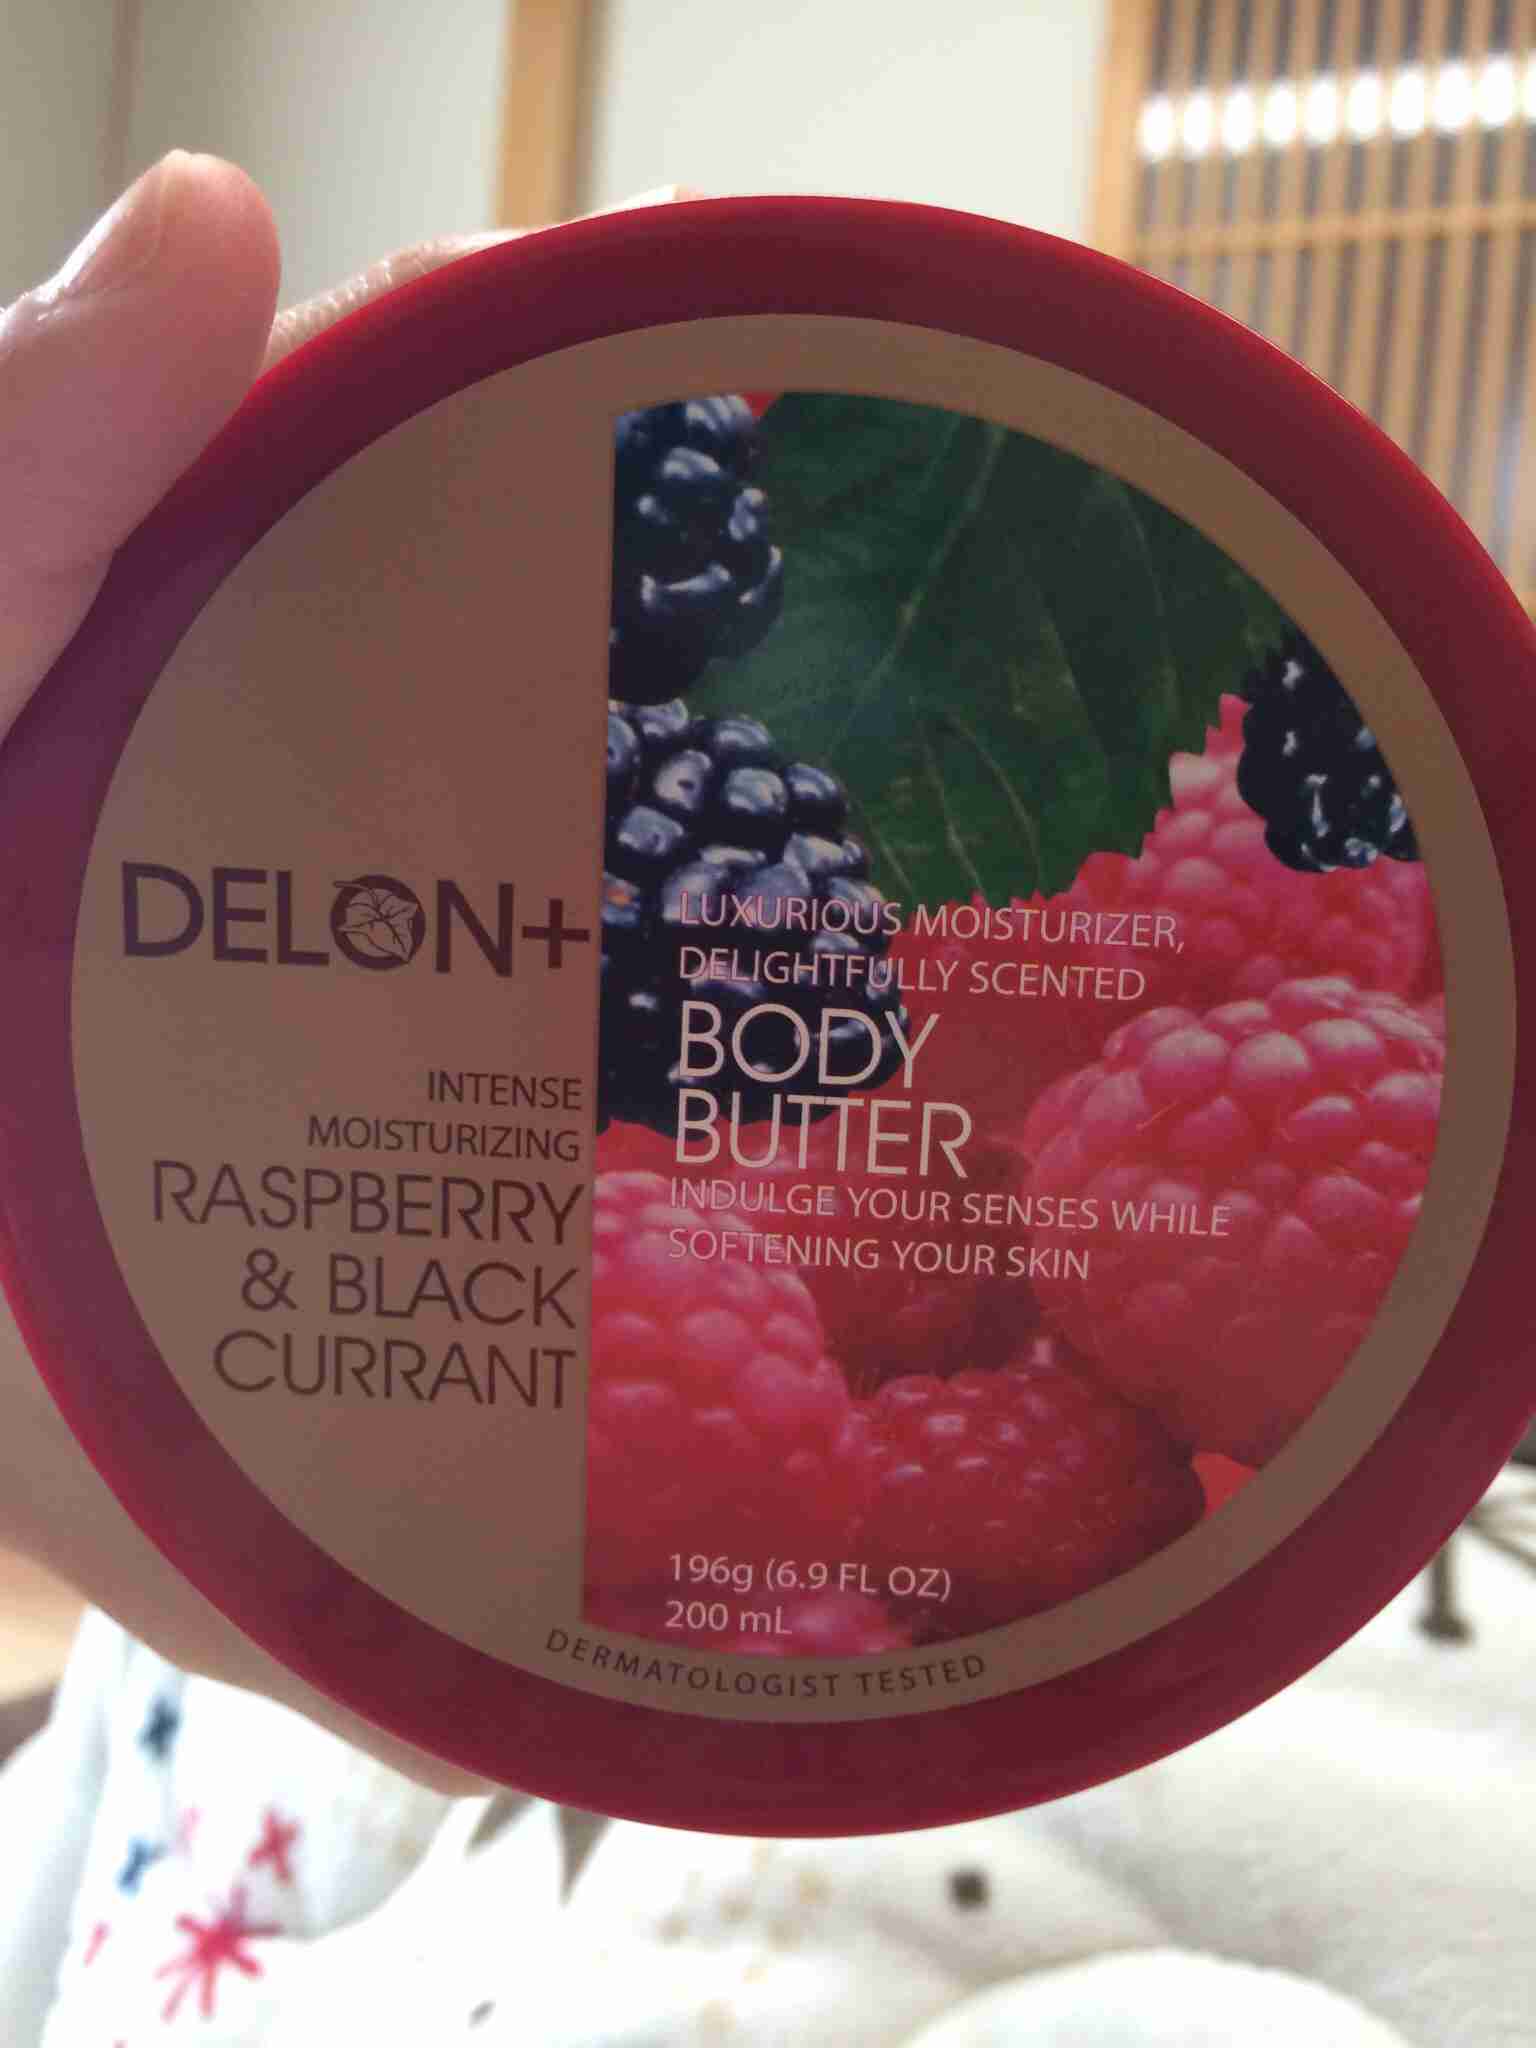 DELON+
INTENSE
MOISTURIZING
RASPBERRY
& BLACK
CURRANT
LUXURIOUS MOISTURIZER,
DELIGHTFULLY SCENTED
BODY
BUTTER
INDULGE YOUR SENSES WHILE
SOFTENING YOUR SKIN
196g (6.9 FL OZ)
200 mL
DERMATOLOGIST TESTED